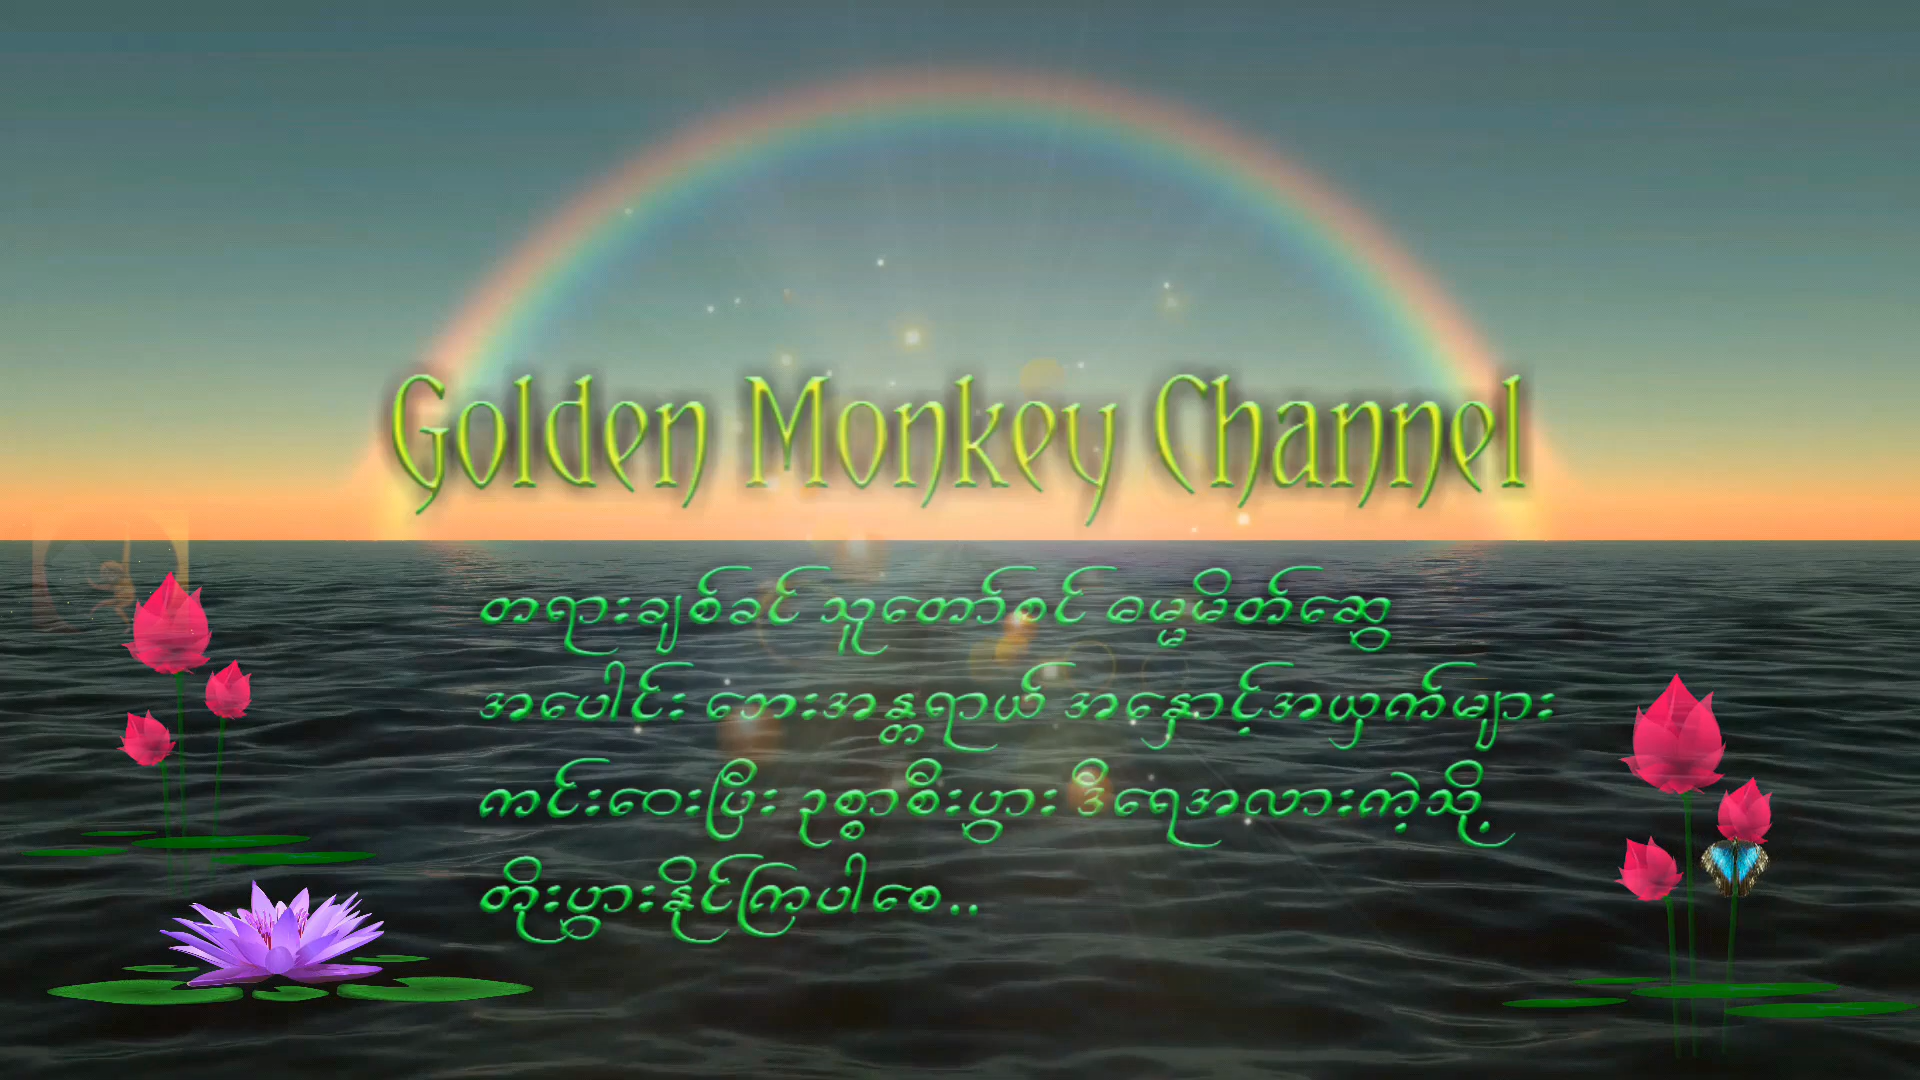 Golden Monkey Channel
တရားချစ်ခင် သူတော်စင် ဓမ္မမိတ်ဆွေ
အပေါင်း ဘေးအန္တရာယ် အနှောင့်အယှက်များ
ကင်းဝေးပြီး ဥစ္စာစီးပွား ဒီရေအလားကဲ့သို့
တိုးပွားနိုင်ကြပါစေ..